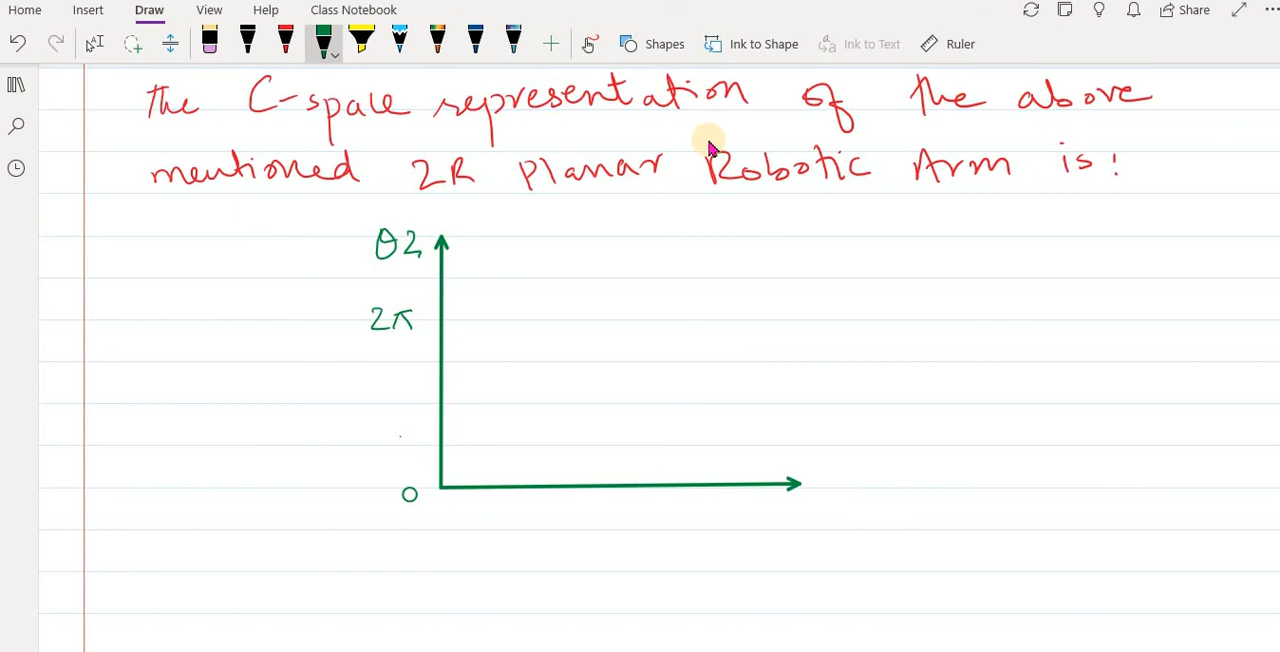 Home Insert Draw View Help Class Notebook Share
Shapes Ink to Shape Ink to Text Ruler
The C-space representation of the above
mentioned 2R planar Robotic Arm is:
θ2
2π
0